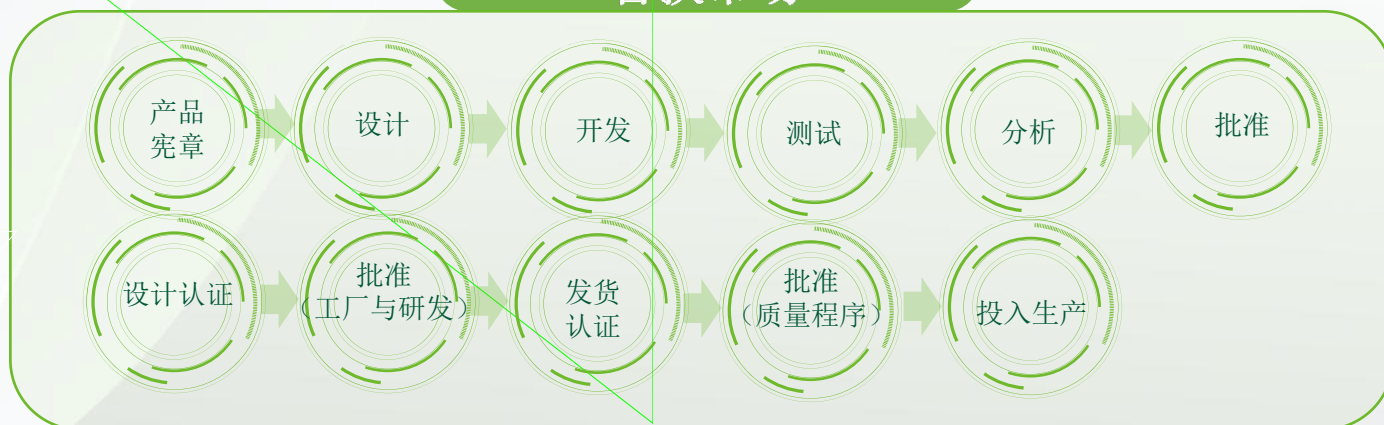 产品
宪章
设计
开发
测试
分析
批准
设计认证
批准
（工厂与研发）
发货
认证
批准
（质量程序）
投入生产